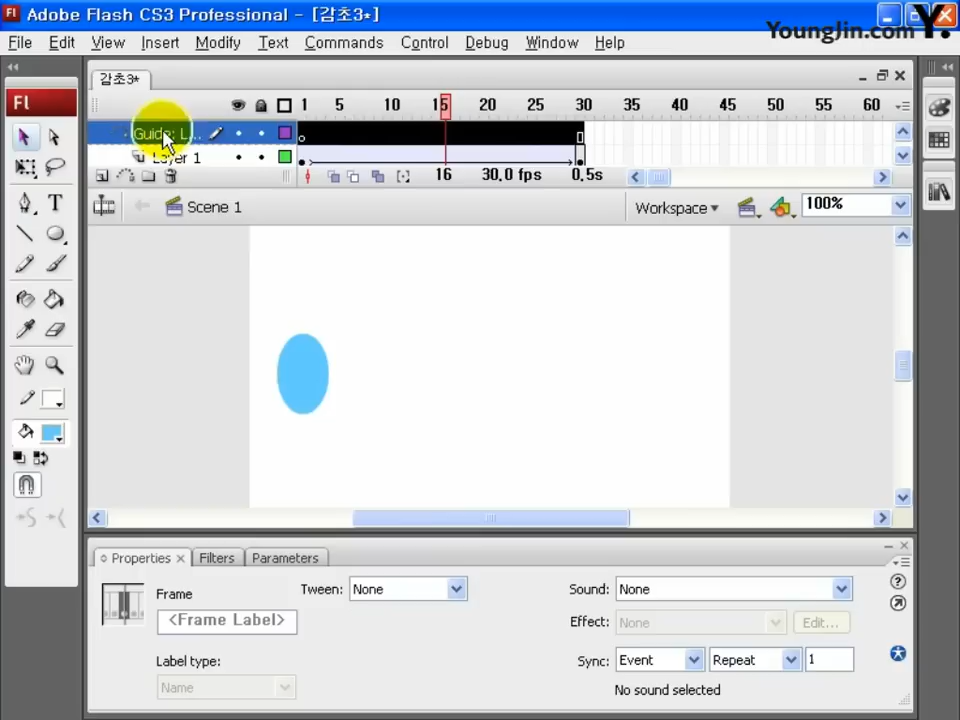 Adobe Flash CS3 Professional - [감초3*]
YoungJin.com Y.
File Edit View Insert Modify Text Commands Control Debug Window Help
감초3*
Fl
1 5 10 15 20 25 30 35 40 45 50 55 60
Guide: L...
Layer 1
16 30.0 fps 0.5s
Scene 1 Workspace 100%
Properties Filters Parameters
Frame Tween: None Sound: None
<Frame Label> Effect: None Edit...
Label type: Sync: Event Repeat 1
Name No sound selected